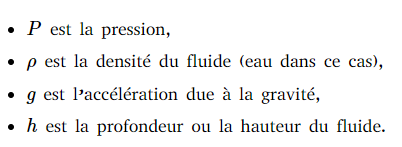 • P est la pression,
• ρ est la densité du fluide (eau dans ce cas),
• g est l'accélération due à la gravité,
• h est la profondeur ou la hauteur du fluide.